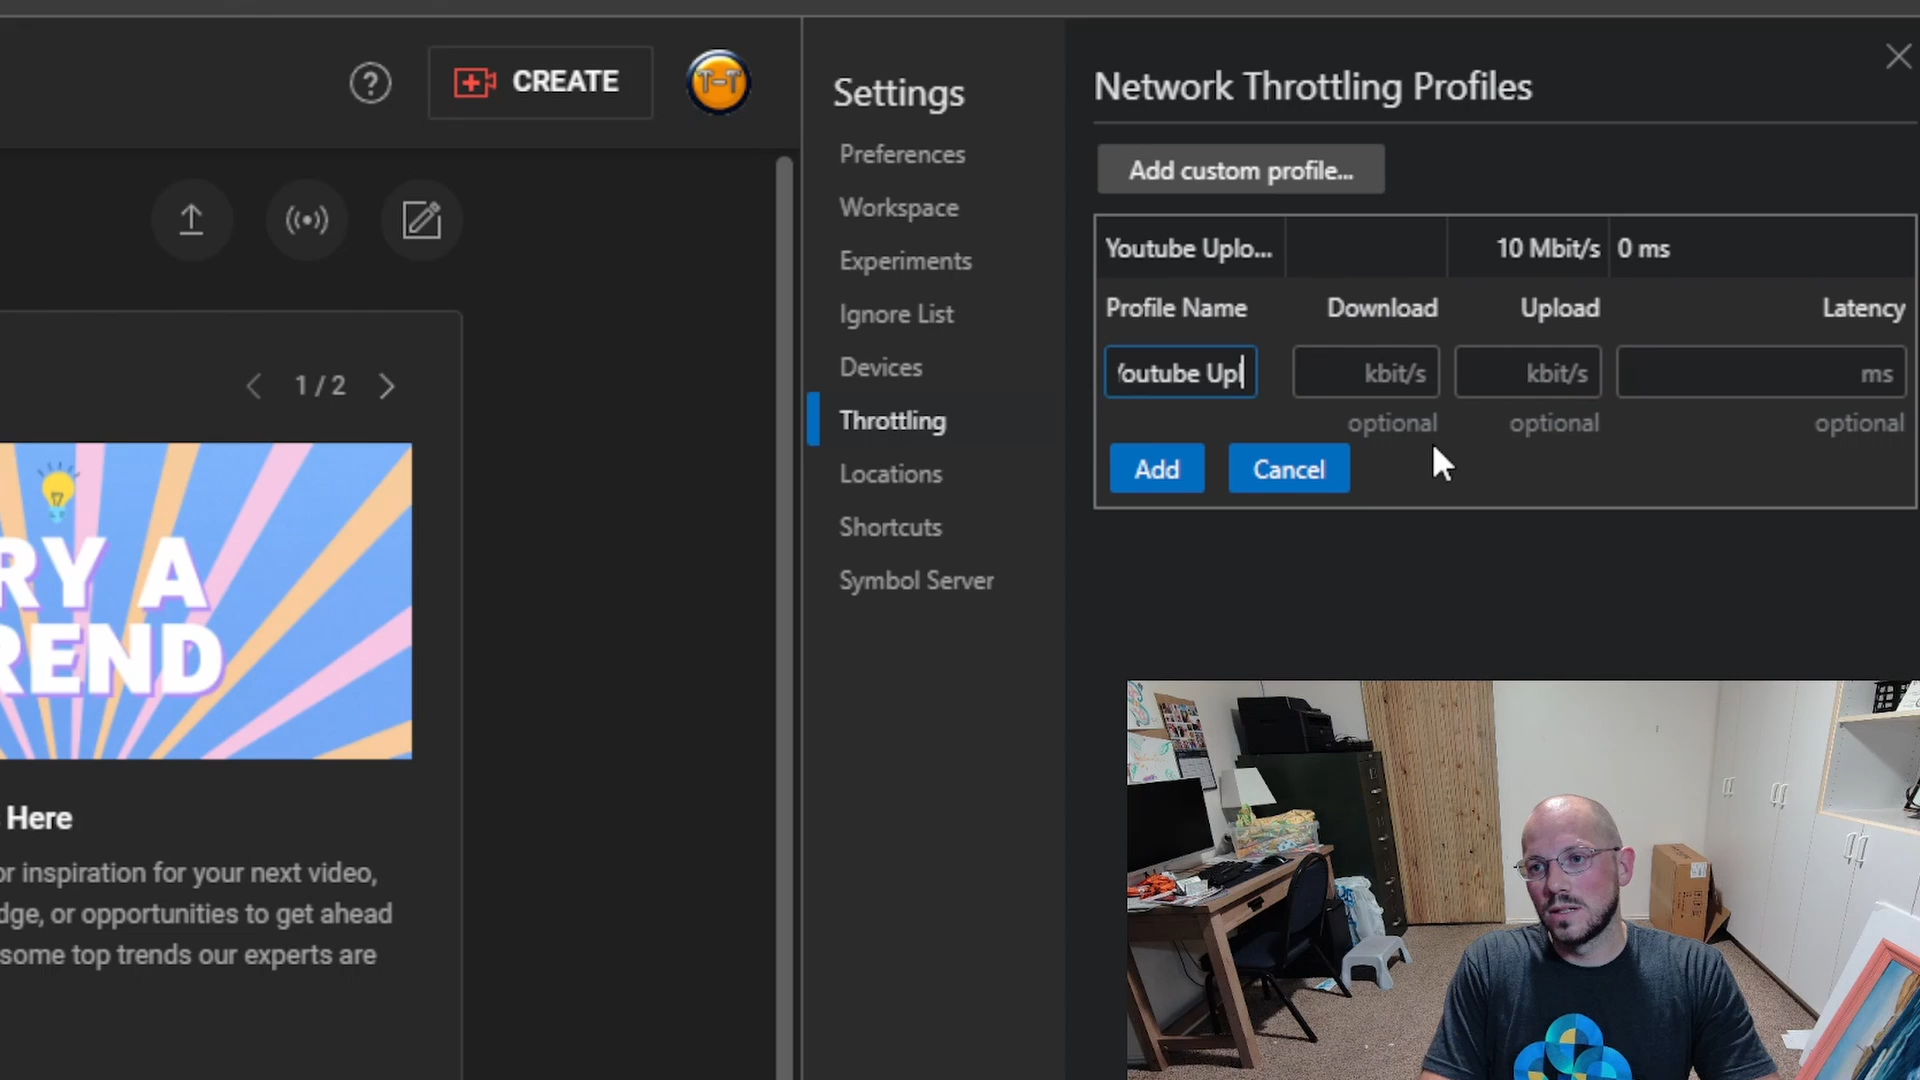 CREATE
T-T
1 / 2
RY A
REND
Here
or inspiration for your next video,
dge, or opportunities to get ahead
some top trends our experts are
Settings
Preferences
Workspace
Experiments
Ignore List
Devices
Throttling
Locations
Shortcuts
Symbol Server
Network Throttling Profiles
Add custom profile...
Youtube Uplo... 10 Mbit/s 0 ms
Profile Name Download Upload Latency
Youtube Upl kbit/s kbit/s ms
optional optional optional
Add Cancel